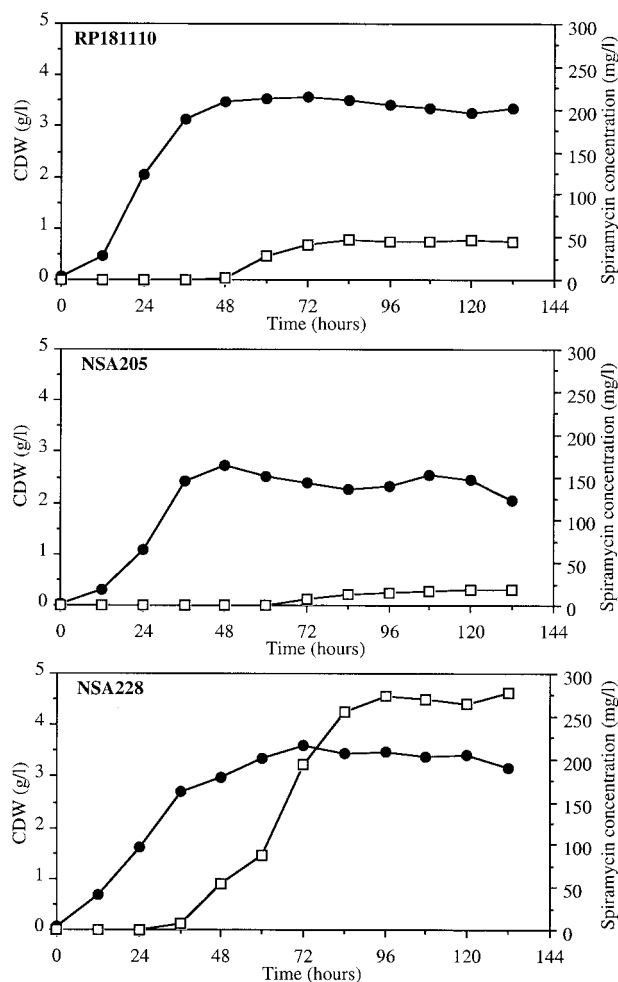 RP181110
CDW (g/l)
5
4
3
2
1
0
Spiramycin concentration (mg/l)
300
250
200
150
100
50
0
0 24 48 72 96 120 144
Time (hours)
NSA205
CDW (g/l)
5
4
3
2
1
0
Spiramycin concentration (mg/l)
300
250
200
150
100
50
0
0 24 48 72 96 120 144
Time (hours)
NSA228
CDW (g/l)
5
4
3
2
1
0
Spiramycin concentration (mg/l)
300
250
200
150
100
50
0
0 24 48 72 96 120 144
Time (hours)